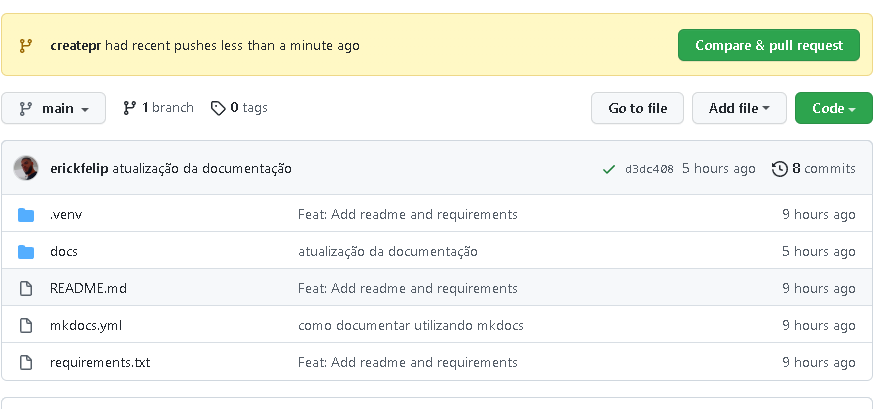 createpr had recent pushes less than a minute ago Compare & pull request
main 1 branch 0 tags Go to file Add file Code
erickfelip atualização da documentação d3dc408 5 hours ago 8 commits
.venv Feat: Add readme and requirements 9 hours ago
docs atualização da documentação 5 hours ago
README.md Feat: Add readme and requirements 9 hours ago
mkdocs.yml como documentar utilizando mkdocs 9 hours ago
requirements.txt Feat: Add readme and requirements 9 hours ago